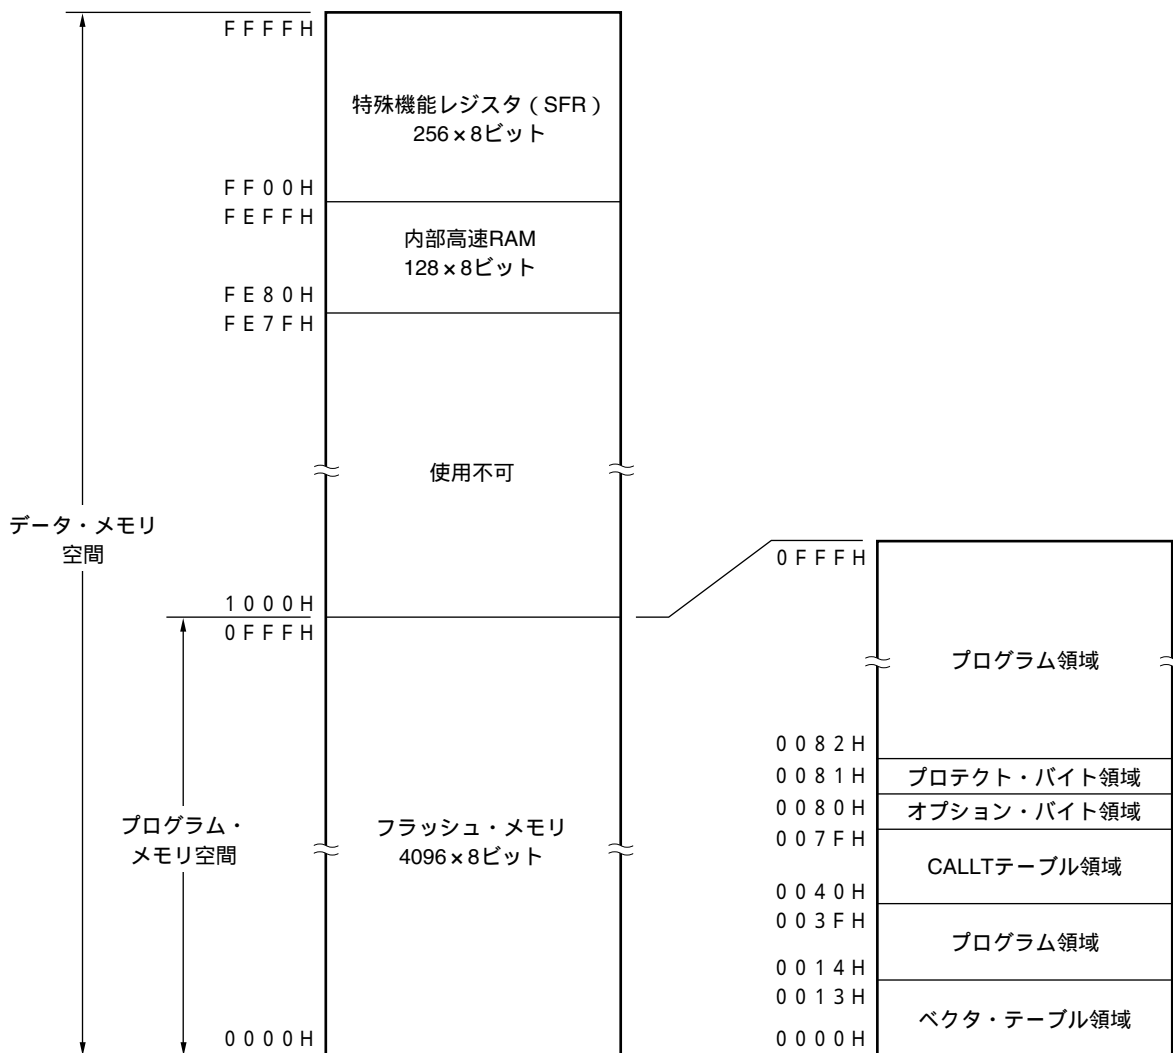 FFFFH
特殊機能レジスタ（SFR）
256×8ビット
FF00H
FEFFH
内部高速RAM
128×8ビット
FE80H
FE7FH
使用不可
データ・メモリ
空間
1000H
0FFFH
プログラム・
メモリ空間
フラッシュ・メモリ
4096×8ビット
0000H
0FFFH
プログラム領域
0082H
0081H
プロテクト・バイト領域
0080H
オプション・バイト領域
007FH
CALLTテーブル領域
0040H
003FH
プログラム領域
0014H
0013H
ベクタ・テーブル領域
0000H